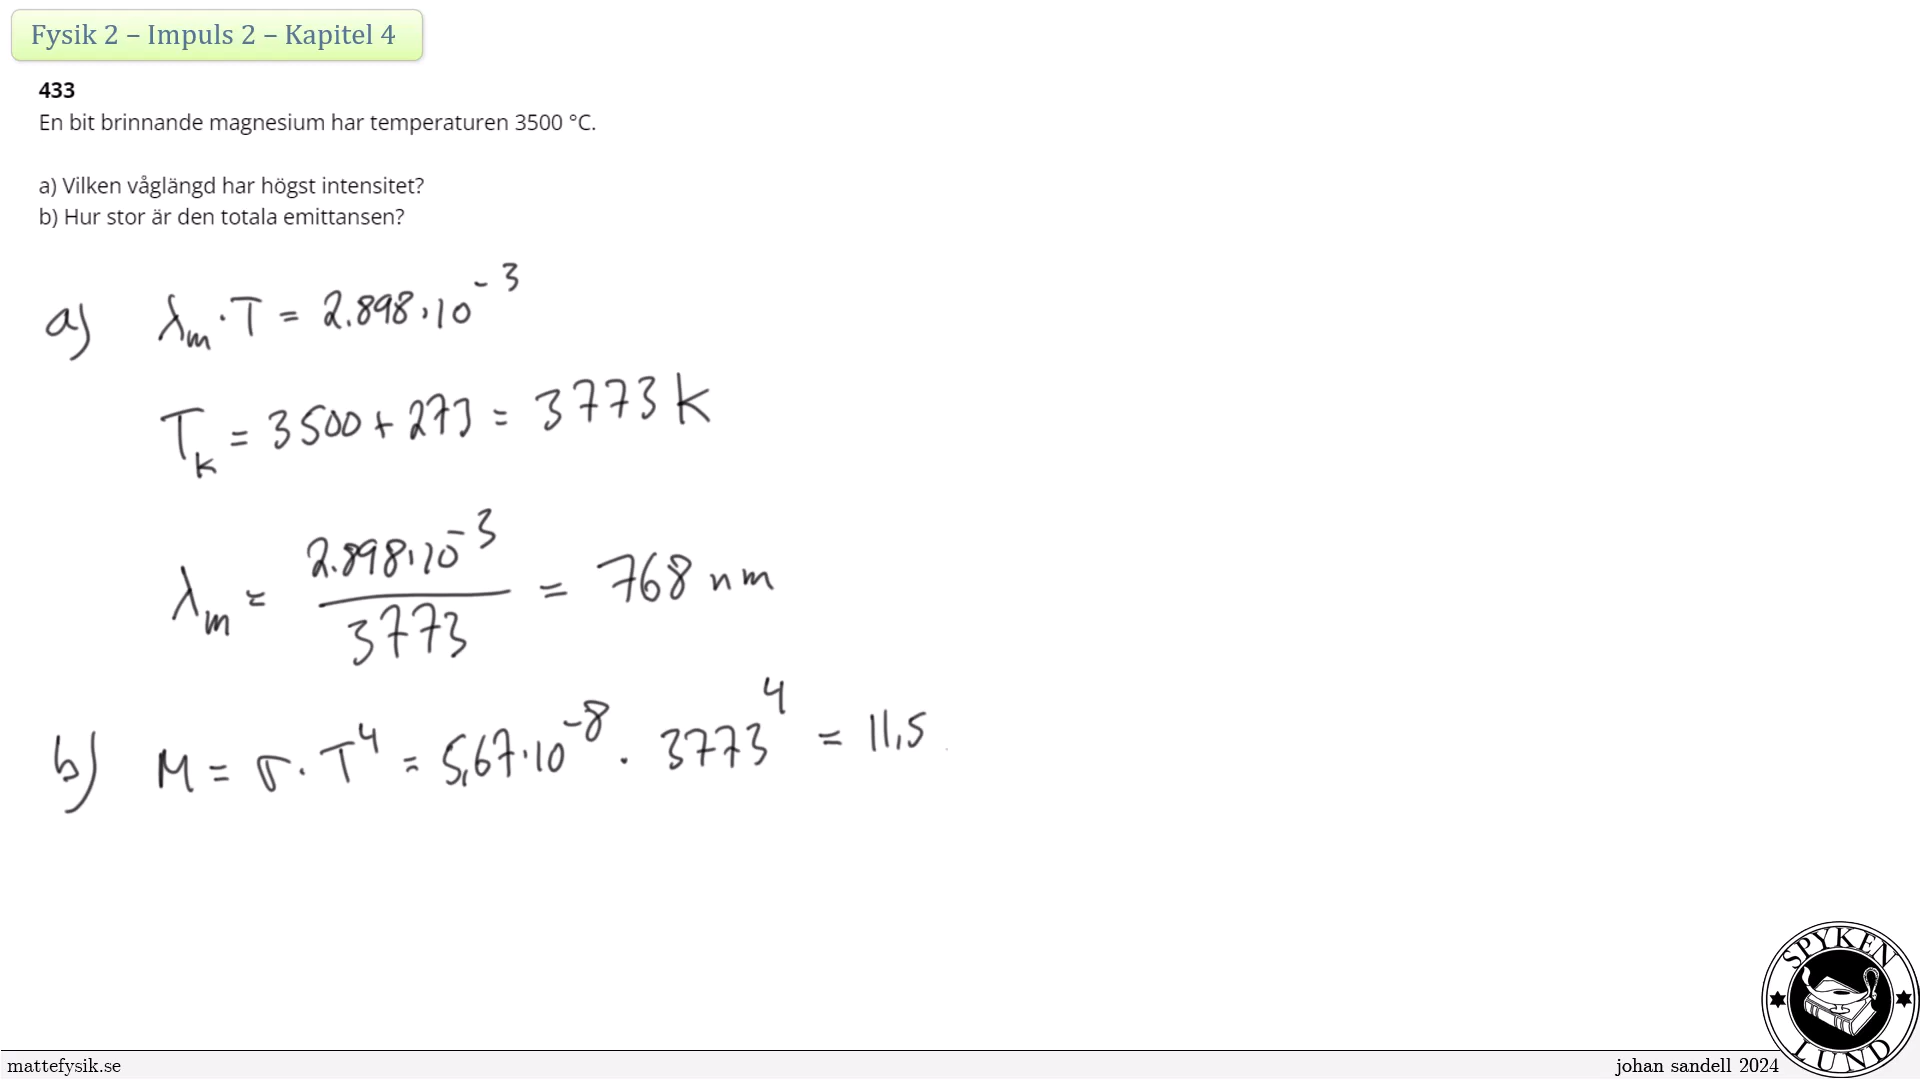 Fysik 2 – Impuls 2 – Kapitel 4
433
En bit brinnande magnesium har temperaturen 3500 °C.
a) Vilken våglängd har högst intensitet?
b) Hur stor är den totala emittansen?
a) λₘ · T = 2.898 · 10⁻³
Tₖ = 3500 + 273 = 3773 K
λₘ = 2.898 · 10⁻³ / 3773 = 768 nm
b) M = σ · T⁴ = 5,67 · 10⁻⁸ · 3773⁴ = 11,5
SPYKEN
LUND
mattefysik.se
johan sandell 2024